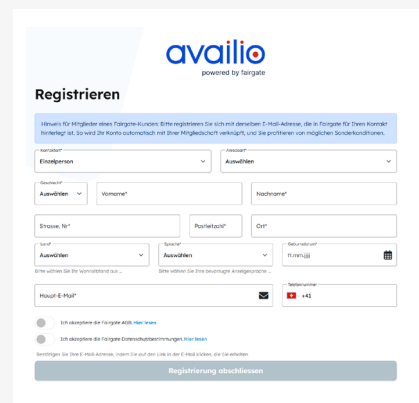 availio
powered by fairgate
Registrieren
Hinweis für Mitglieder eines Fairgate-Kunden: Bitte registrieren Sie sich mit derselben E-Mail-Adresse, die in Fairgate für Ihren Kontakt
hinterlegt ist. So wird Ihr Konto automatisch mit Ihrer Mitgliedschaft verknüpft, und Sie profitieren von möglichen Sonderkonditionen.
Kontoart* Anredeart*
Einzelperson Auswählen
Geschlecht*
Auswählen Vorname* Nachname*
Strasse, Nr* Postleitzahl* Ort*
Land* Sprache* Geburtsdatum*
Auswählen Auswählen tt.mm.jjjj
Bitte wählen Sie Ihr Wohnsitzland aus ... Bitte wählen Sie Ihre bevorzugte Anzeigesprache ...
Telefonnummer
Haupt-E-Mail* +41
Ich akzeptiere die Fairgate AGB. Hier lesen
Ich akzeptiere die Fairgate Datenschutzbestimmungen. Hier lesen
Bestätigen Sie Ihre E-Mail-Adresse, indem Sie auf den Link in der E-Mail klicken, die Sie erhalten
Registrierung abschliessen